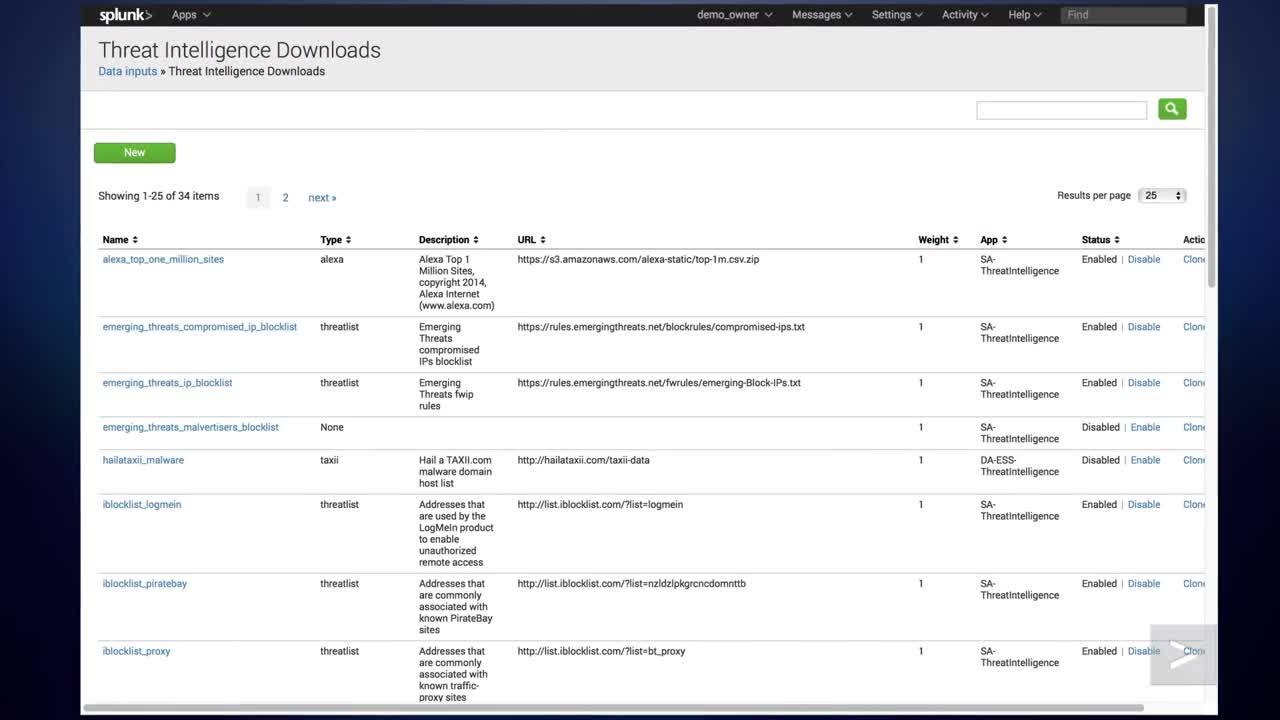 splunk> Apps demo_owner Messages Settings Activity Help Find
Threat Intelligence Downloads
Data inputs » Threat Intelligence Downloads
New
Showing 1-25 of 34 items 1 2 next » Results per page 25
Name Type Description URL Weight App Status Actio
alexa_top_one_million_sites alexa Alexa Top 1 https://s3.amazonaws.com/alexa-static/top-1m.csv.zip 1 SA- Enabled | Disable Clone
Million Sites, ThreatIntelligence
copyright 2014,
Alexa Internet
(www.alexa.com)
emerging_threats_compromised_ip_blocklist threatlist Emerging https://rules.emergingthreats.net/blockrules/compromised-ips.txt 1 SA- Enabled | Disable Clone
Threats ThreatIntelligence
compromised
IPs blocklist
emerging_threats_ip_blocklist threatlist Emerging https://rules.emergingthreats.net/fwrules/emerging-Block-IPs.txt 1 SA- Enabled | Disable Clone
Threats fwip ThreatIntelligence
rules
emerging_threats_malvertisers_blocklist None 1 SA- Disabled | Enable Clone
ThreatIntelligence
hailataxii_malware taxii Hail a TAXII.com http://hailataxii.com/taxii-data 1 DA-ESS- Disabled | Enable Clone
malware domain ThreatIntelligence
host list
iblocklist_logmein threatlist Addresses that http://list.iblocklist.com/?list=logmein 1 SA- Enabled | Disable Clone
are used by the ThreatIntelligence
LogMeIn product
to enable
unauthorized
remote access
iblocklist_piratebay threatlist Addresses that http://list.iblocklist.com/?list=nzldzlpkgrcncdomnttb 1 SA- Enabled | Disable Clone
are commonly ThreatIntelligence
associated with
known PirateBay
sites
iblocklist_proxy threatlist Addresses that http://list.iblocklist.com/?list=bt_proxy 1 SA- Enabled | Disable Clone
are commonly ThreatIntelligence
associated with
known traffic-
proxy sites